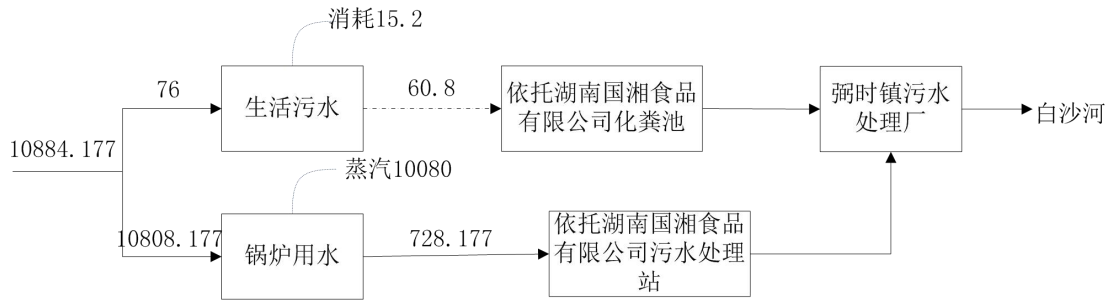 消耗15.2
76
生活污水
60.8
依托湖南国湘食品
有限公司化粪池
弼时镇污水
处理厂
白沙河
10884.177
蒸汽10080
10808.177
锅炉用水
728.177
依托湖南国湘食品
有限公司污水处理
站